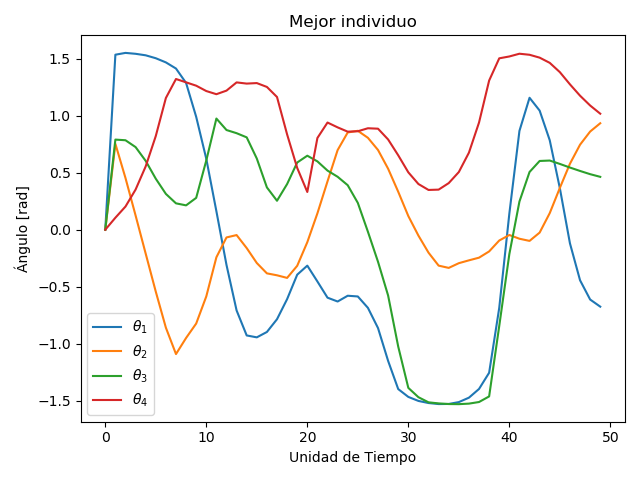 Mejor individuo
1.5
1.0
0.5
0.0
−0.5
−1.0
−1.5
Ángulo [rad]
θ₁
θ₂
θ₃
θ₄
0 10 20 30 40 50
Unidad de Tiempo